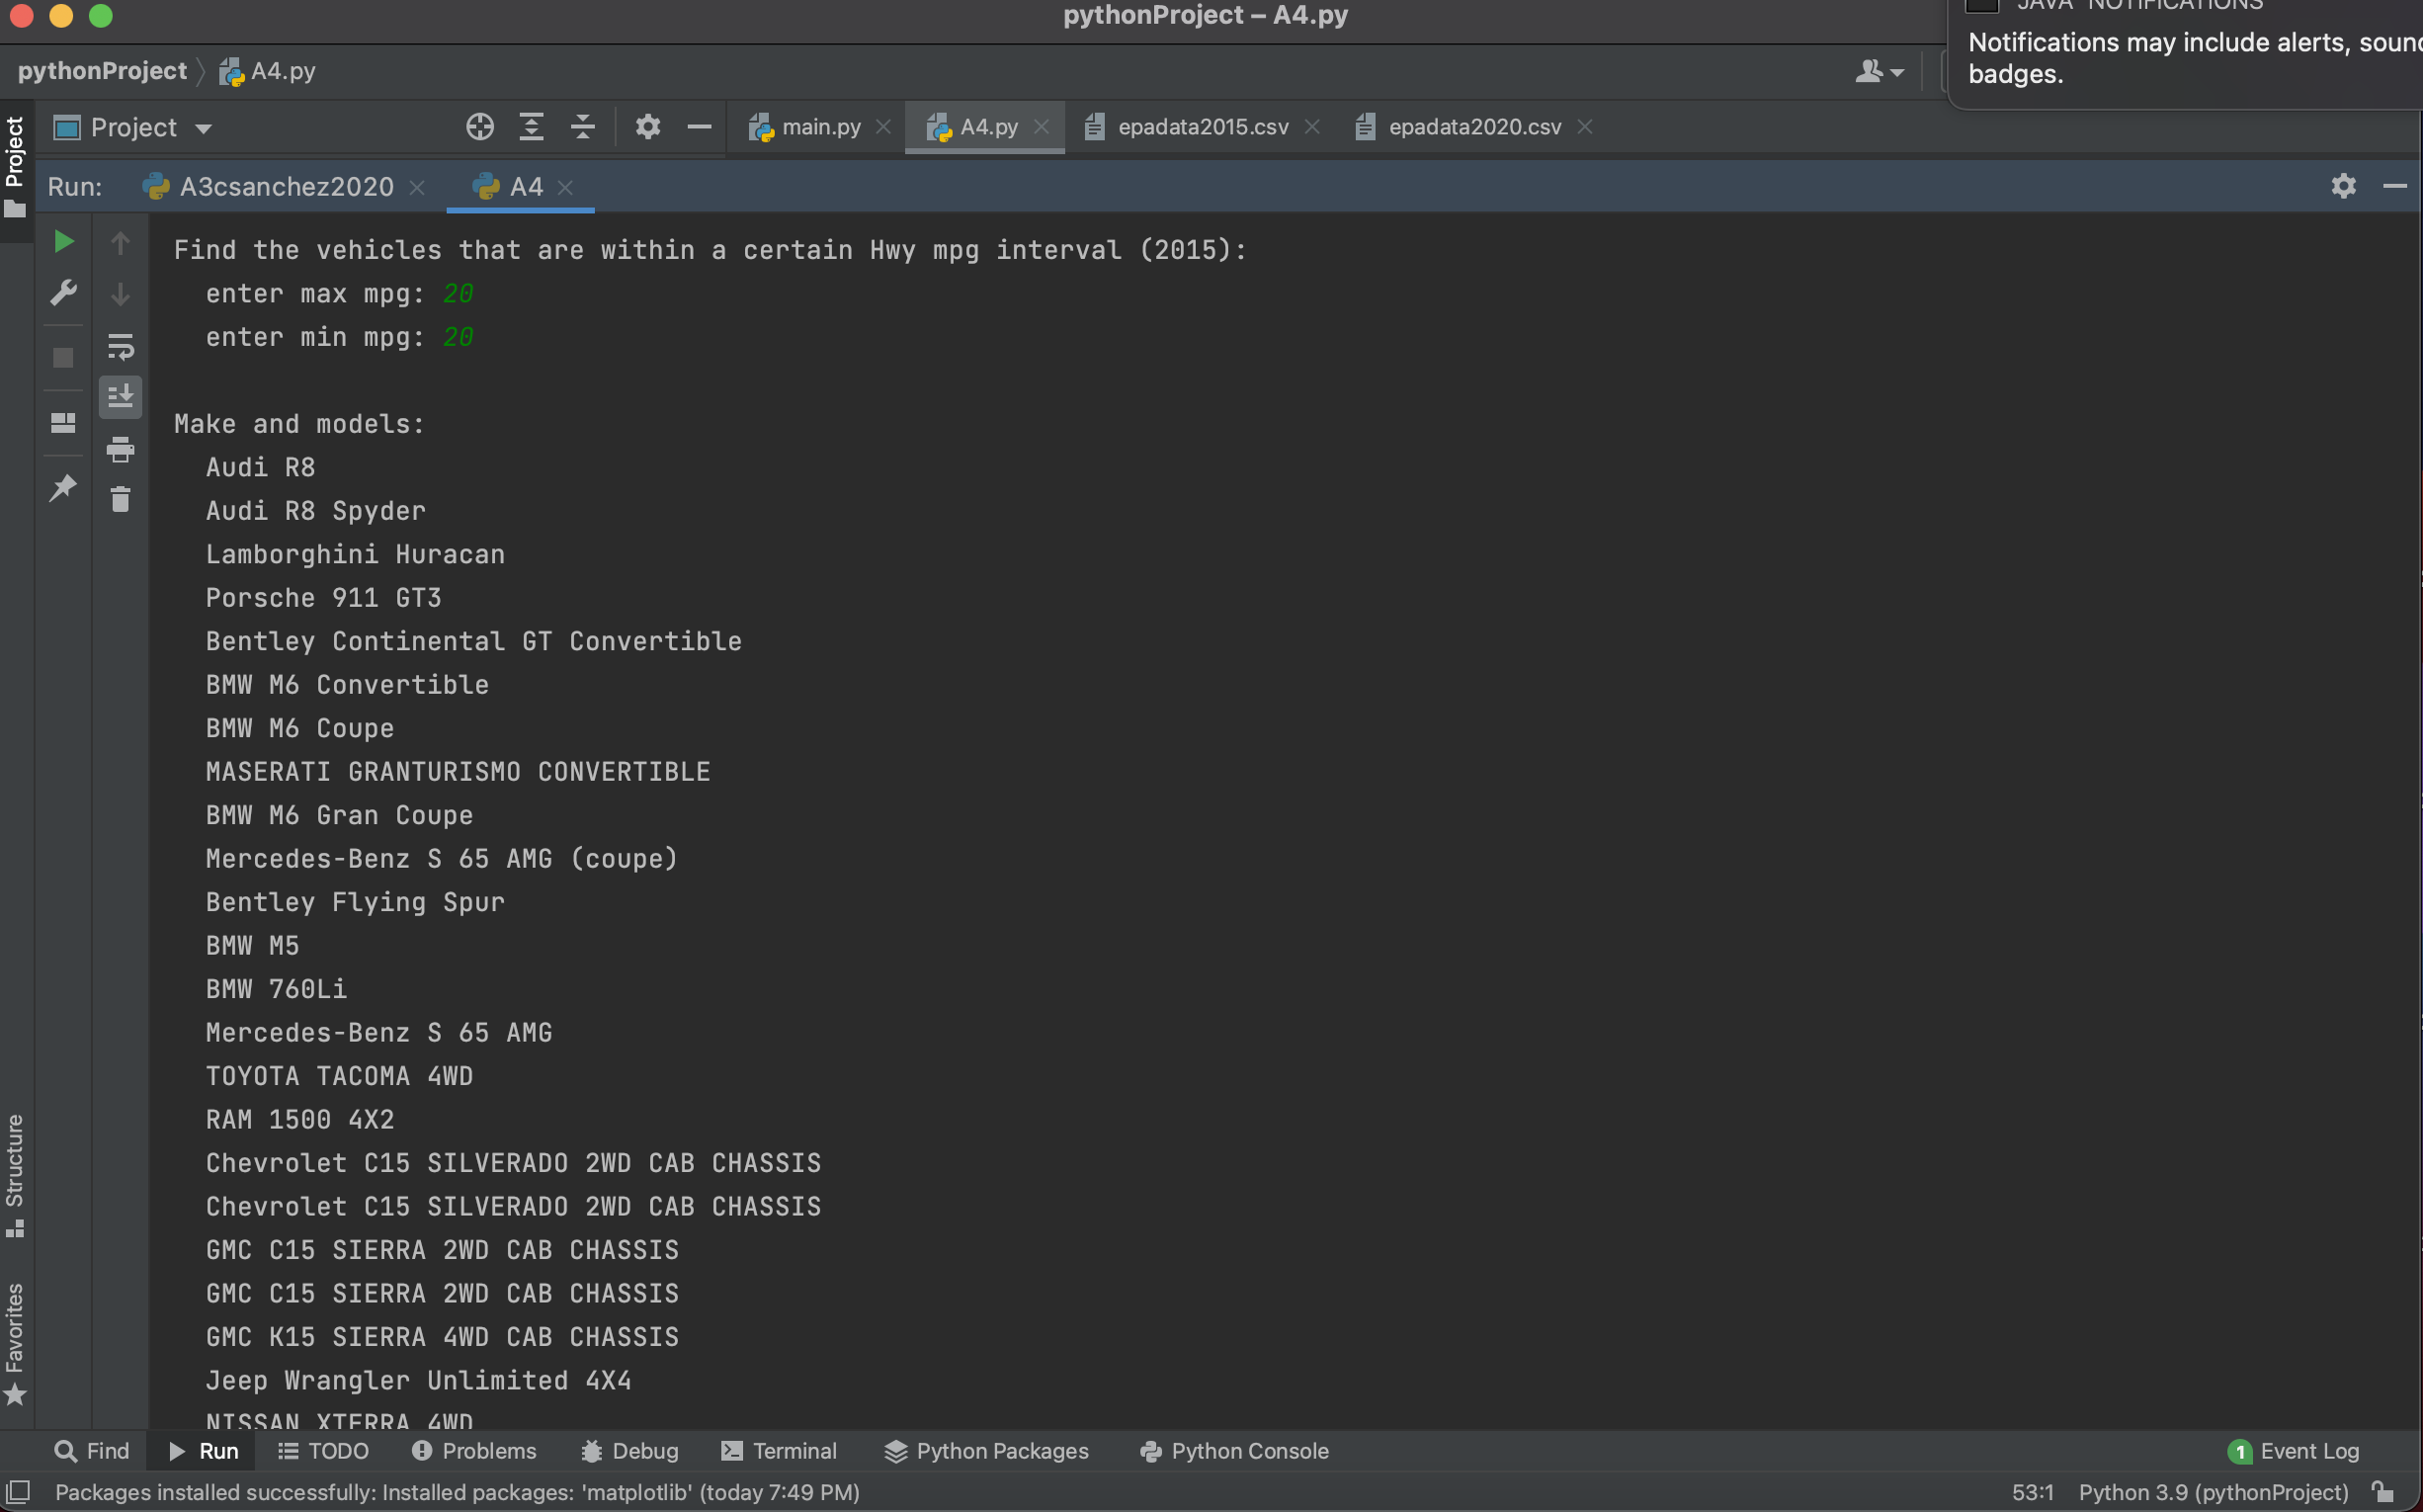 pythonProject – A4.py
JAVA NOTIFICATIONS
Notifications may include alerts, soun
badges.
pythonProject A4.py
Project main.py A4.py epadata2015.csv epadata2020.csv
Project
Run: A3csanchez2020 A4
Find the vehicles that are within a certain Hwy mpg interval (2015):
enter max mpg: 20
enter min mpg: 20
Make and models:
Audi R8
Audi R8 Spyder
Lamborghini Huracan
Porsche 911 GT3
Bentley Continental GT Convertible
BMW M6 Convertible
BMW M6 Coupe
MASERATI GRANTURISMO CONVERTIBLE
BMW M6 Gran Coupe
Mercedes-Benz S 65 AMG (coupe)
Bentley Flying Spur
BMW M5
BMW 760Li
Mercedes-Benz S 65 AMG
TOYOTA TACOMA 4WD
RAM 1500 4X2
Chevrolet C15 SILVERADO 2WD CAB CHASSIS
Chevrolet C15 SILVERADO 2WD CAB CHASSIS
GMC C15 SIERRA 2WD CAB CHASSIS
GMC C15 SIERRA 2WD CAB CHASSIS
GMC K15 SIERRA 4WD CAB CHASSIS
Jeep Wrangler Unlimited 4X4
NISSAN XTERRA 4WD
Structure
Favorites
Find Run TODO Problems Debug Terminal Python Packages Python Console 1 Event Log
Packages installed successfully: Installed packages: 'matplotlib' (today 7:49 PM) 53:1 Python 3.9 (pythonProject)